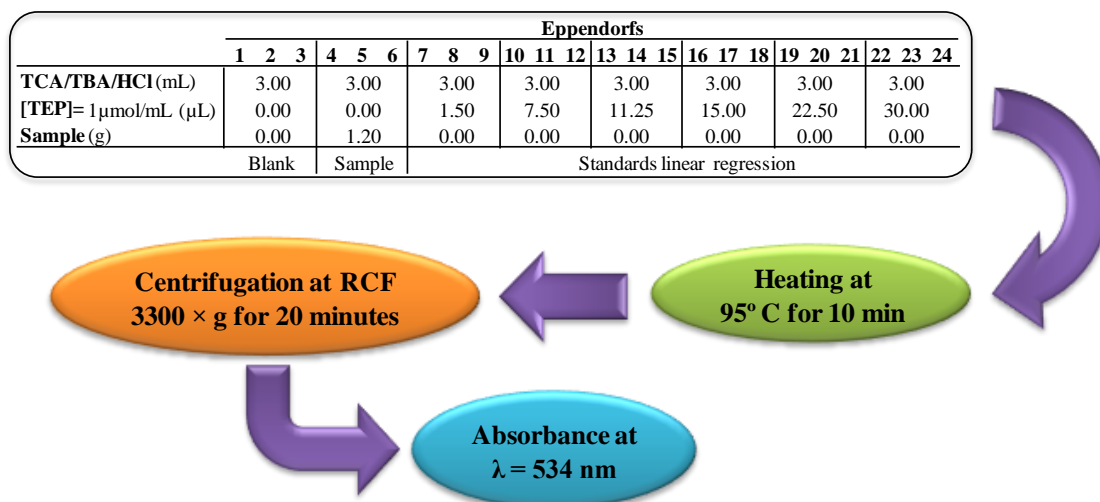 Eppendorfs
1 2 3 4 5 6 7 8 9 10 11 12 13 14 15 16 17 18 19 20 21 22 23 24
TCA/TBA/HCl (mL) 3.00 3.00 3.00 3.00 3.00 3.00 3.00 3.00
[TEP]= 1μmol/mL (μL) 0.00 0.00 1.50 7.50 11.25 15.00 22.50 30.00
Sample (g) 0.00 1.20 0.00 0.00 0.00 0.00 0.00 0.00
Blank Sample Standards linear regression
Heating at
95º C for 10 min
Centrifugation at RCF
3300 × g for 20 minutes
Absorbance at
λ = 534 nm